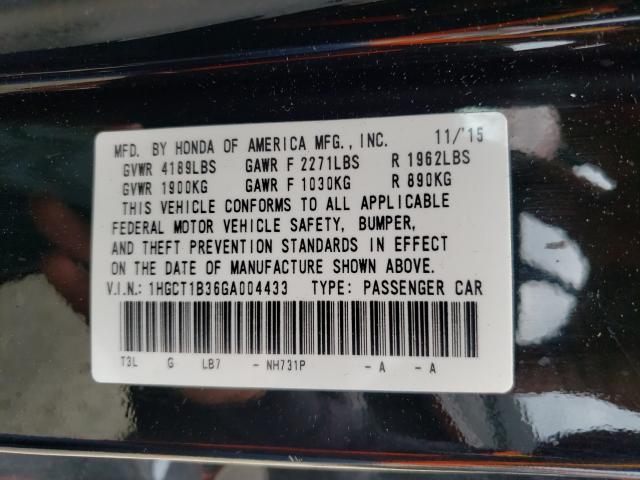 MFD. BY HONDA OF AMERICA MFG., INC. 11/'15
GVWR 4189LBS GAWR F 2271LBS R 1962LBS
GVWR 1900KG GAWR F 1030KG R 890KG
THIS VEHICLE CONFORMS TO ALL APPLICABLE
FEDERAL MOTOR VEHICLE SAFETY, BUMPER,
AND THEFT PREVENTION STANDARDS IN EFFECT
ON THE DATE OF MANUFACTURE SHOWN ABOVE.
V.I.N.: 1HGCT1B36GA004433 TYPE: PASSENGER CAR
T3L G LB7 - NH731P - A - A